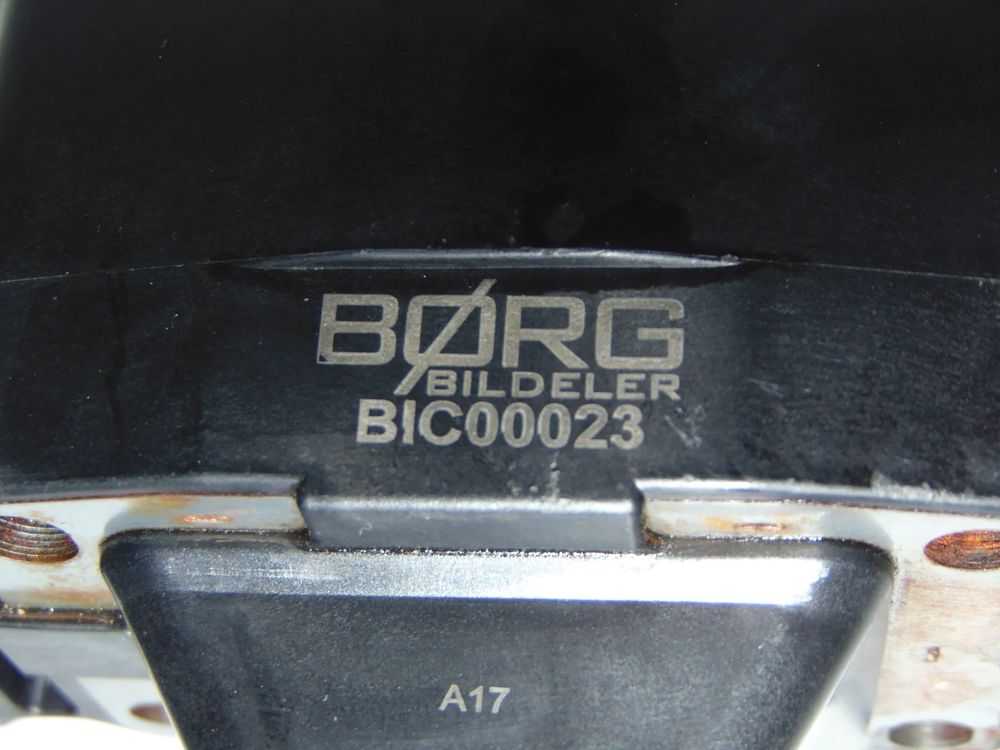 BØRG
BILDELER
BIC00023
A17